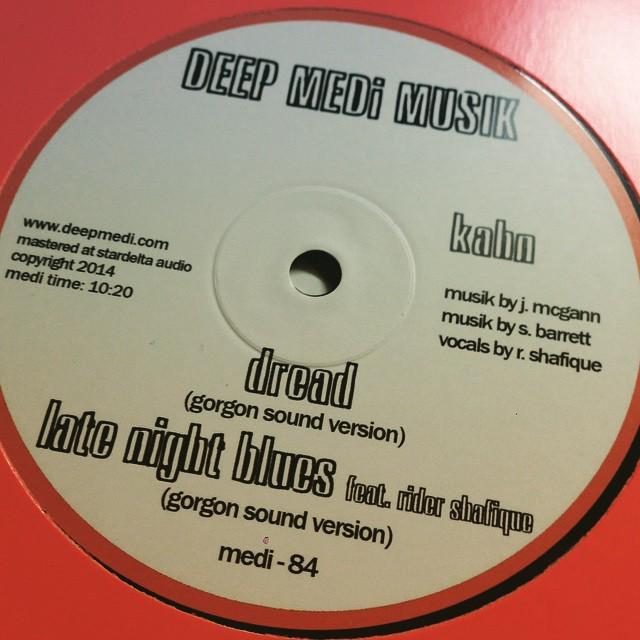 DEEP MEDi MUSIK
kahn
www.deepmedi.com
mastered at stardelta audio
copyright 2014
medi time: 10:20
musik by j. mcgann
musik by s. barrett
vocals by r. shafique
dread
(gorgon sound version)
late night blues feat. rider shafique
(gorgon sound version)
medi - 84